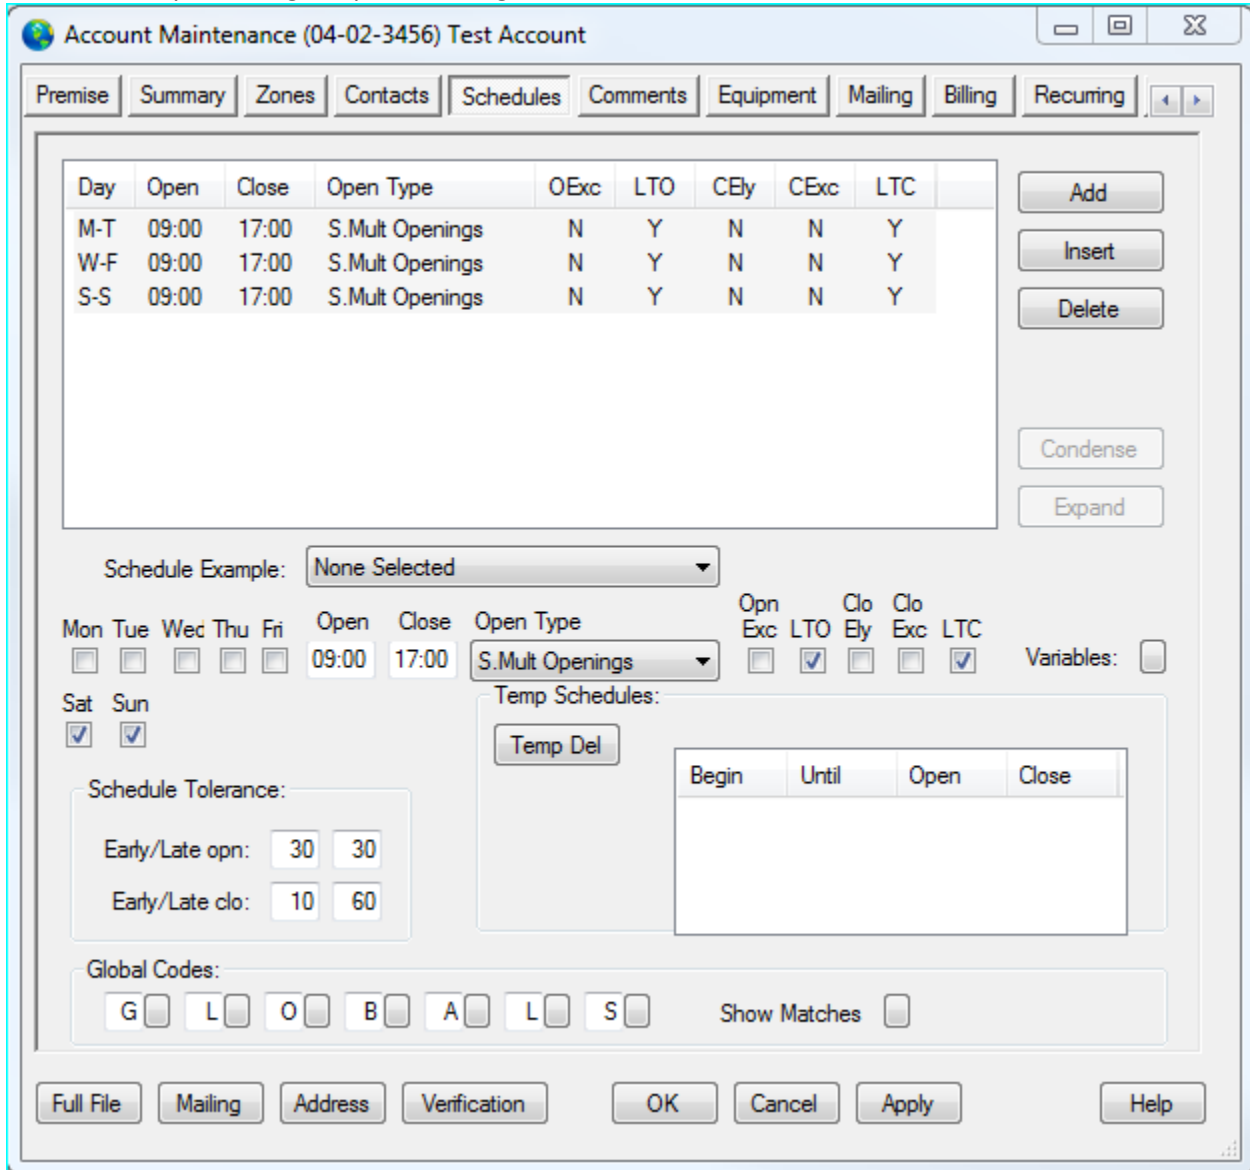 Account Maintenance (04-02-3456) Test Account
Premise Summary Zones Contacts Schedules Comments Equipment Mailing Billing Recurring
Day Open Close Open Type OExc LTO CEly CExc LTC
M-T 09:00 17:00 S.Mult Openings N Y N N Y
W-F 09:00 17:00 S.Mult Openings N Y N N Y
S-S 09:00 17:00 S.Mult Openings N Y N N Y
Add
Insert
Delete
Condense
Expand
Schedule Example: None Selected
Mon Tue Wed Thu Fri Open Close Open Type Opn Exc LTO Clo Ely Clo Exc LTC
09:00 17:00 S.Mult Openings Variables:
Sat Sun
Temp Schedules:
Temp Del
Begin Until Open Close
Schedule Tolerance:
Early/Late opn: 30 30
Early/Late clo: 10 60
Global Codes:
G L O B A L S Show Matches
Full File Mailing Address Verification OK Cancel Apply Help